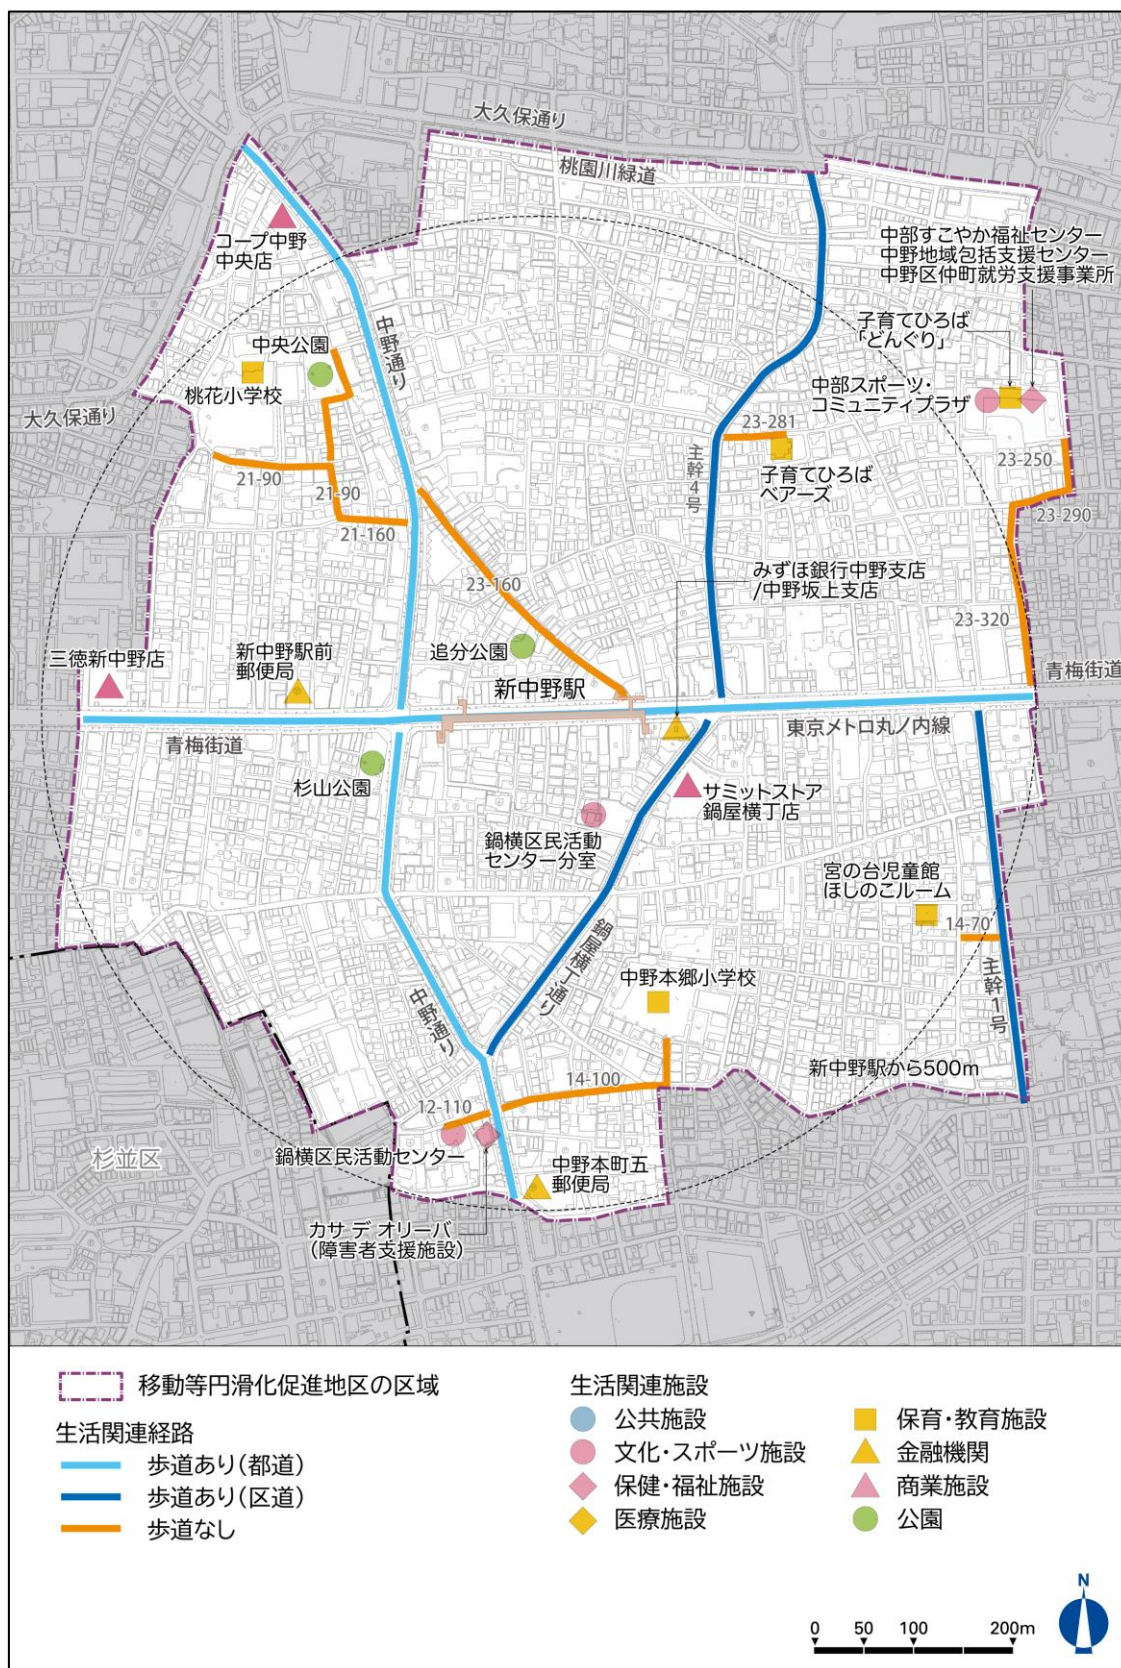 大久保通り
桃園川緑道
コープ中野
中央店
中部すこやか福祉センター
中野地域包括支援センター
中野区仲町就労支援事業所
子育てひろば
「どんぐり」
中野通り
中央公園
桃花小学校
中部スポーツ・
コミュニティプラザ
大久保通り
23-281
主幹4号
子育てひろば
ベアーズ
23-250
21-90
21-90
23-290
21-160
23-160
みずほ銀行中野支店
/中野坂上支店
23-320
三徳新中野店
新中野駅前
郵便局
追分公園
新中野駅
青梅街道
青梅街道
東京メトロ丸ノ内線
杉山公園
サミットストア
鍋屋横丁店
鍋横区民活動
センター分室
宮の台児童館
ほしのこルーム
14-70
鍋屋横丁通り
中野本郷小学校
主幹1号
中野通り
新中野駅から500m
14-100
12-110
杉並区
鍋横区民活動センター
中野本町五
郵便局
カサ デ オリーバ
(障害者支援施設)
移動等円滑化促進地区の区域
生活関連経路
歩道あり(都道)
歩道あり(区道)
歩道なし
生活関連施設
公共施設
文化・スポーツ施設
保健・福祉施設
医療施設
保育・教育施設
金融機関
商業施設
公園
N
0 50 100 200m